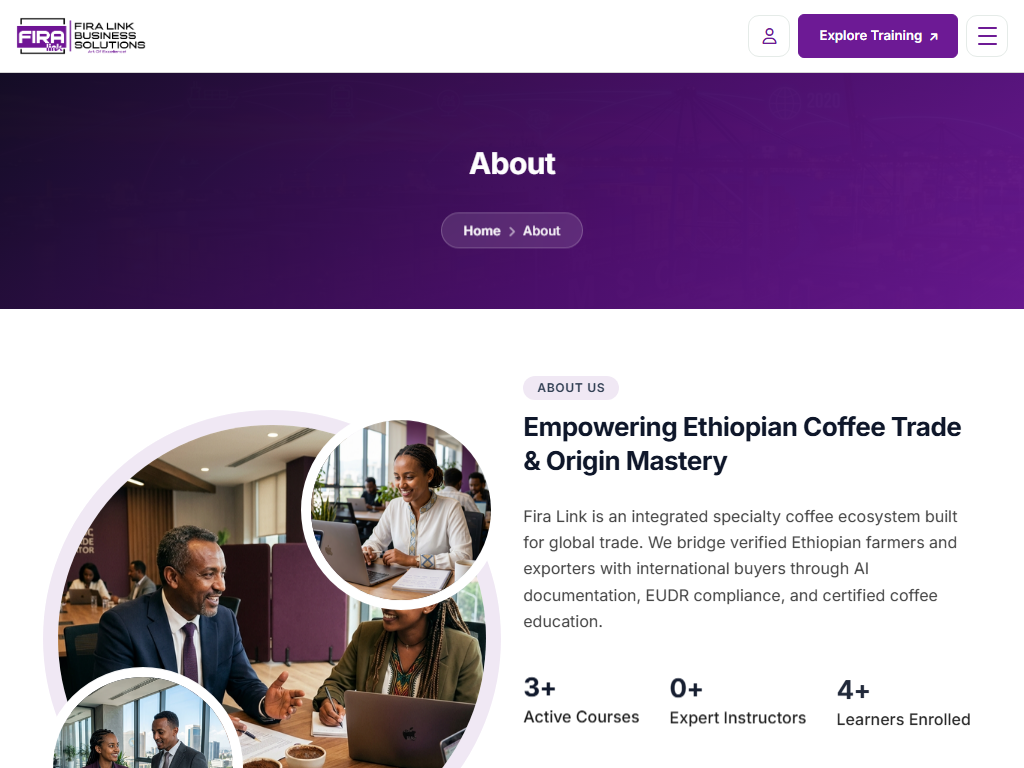 FIRA
FIRA LINK
BUSINESS
SOLUTIONS
Explore Training
About
Home
About
ABOUT US
Empowering Ethiopian Coffee Trade
& Origin Mastery
Fira Link is an integrated specialty coffee ecosystem built
for global trade. We bridge verified Ethiopian farmers and
exporters with international buyers through AI
documentation, EUDR compliance, and certified coffee
education.
3+
Active Courses
0+
Expert Instructors
4+
Learners Enrolled